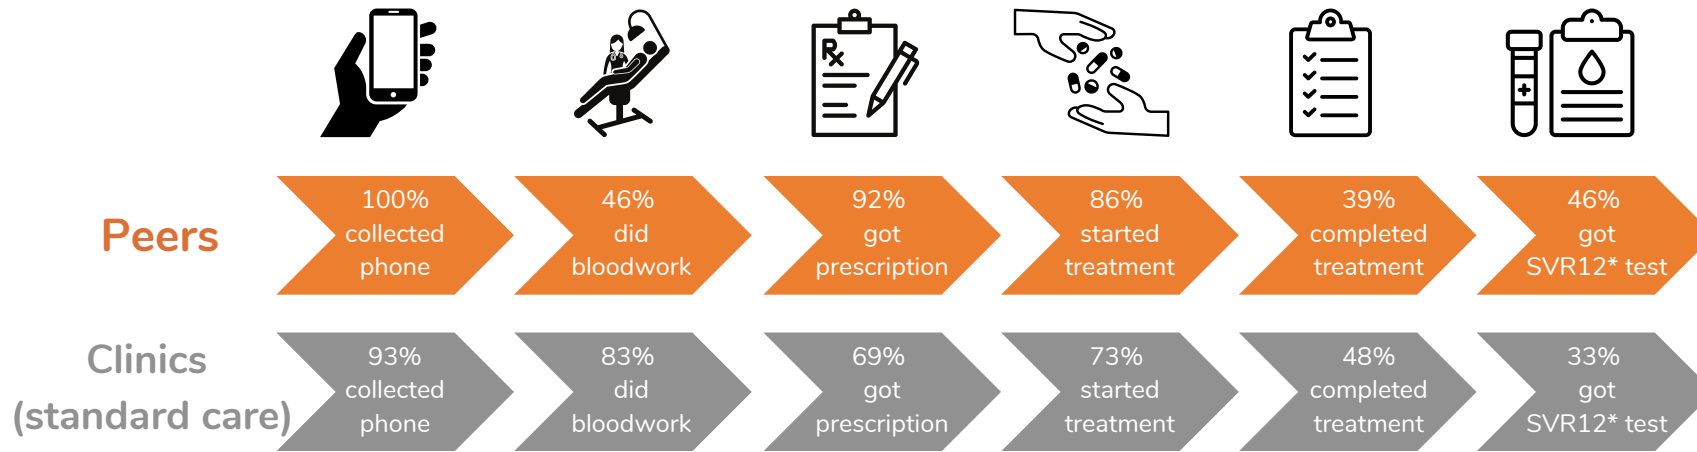 Rx
Peers
100%
collected
phone
46%
did
bloodwork
92%
got
prescription
86%
started
treatment
39%
completed
treatment
46%
got
SVR12* test
Clinics
(standard care)
93%
collected
phone
83%
did
bloodwork
69%
got
prescription
73%
started
treatment
48%
completed
treatment
33%
got
SVR12* test